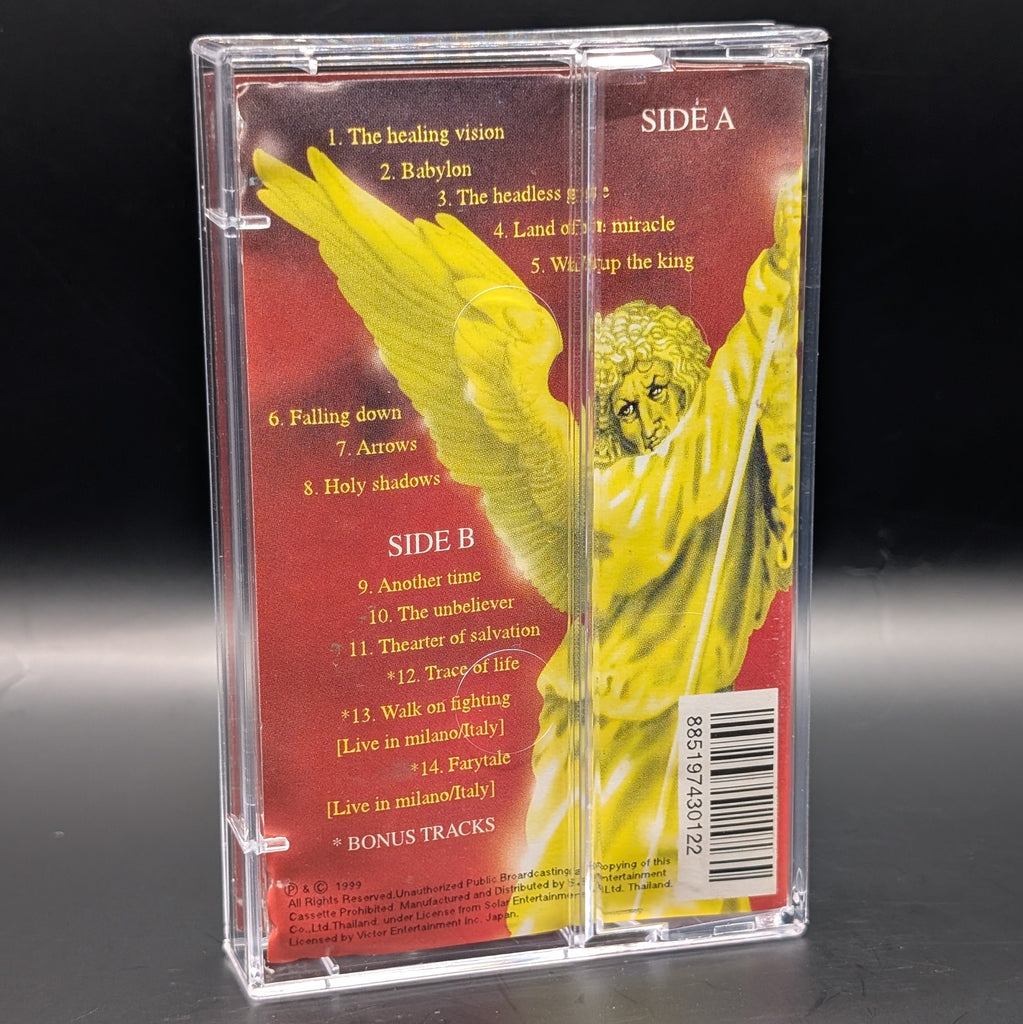 SIDE A
1. The healing vision
2. Babylon
3. The headless
4. Land of miracle
5. up the king
6. Falling down
7. Arrows
8. Holy shadows
SIDE B
9. Another time
10. The unbeliever
11. Thearter of salvation
*12. Trace of life
*13. Walk on fighting
[Live in milano/Italy]
*14. Farytale
[Live in milano/Italy]
* BONUS TRACKS
8851974301​22
℗ & © 1999
All Rights Reserved.Unauthorized Public Broardcasting copying of this
Cassette Prohibited. Manufactured and Distributed by Entertainment
Co.,Ltd.Thailand. under License from Solar Entertainment Ltd. Thailand.
Licensed by Victor Entertainment Inc. Japan.